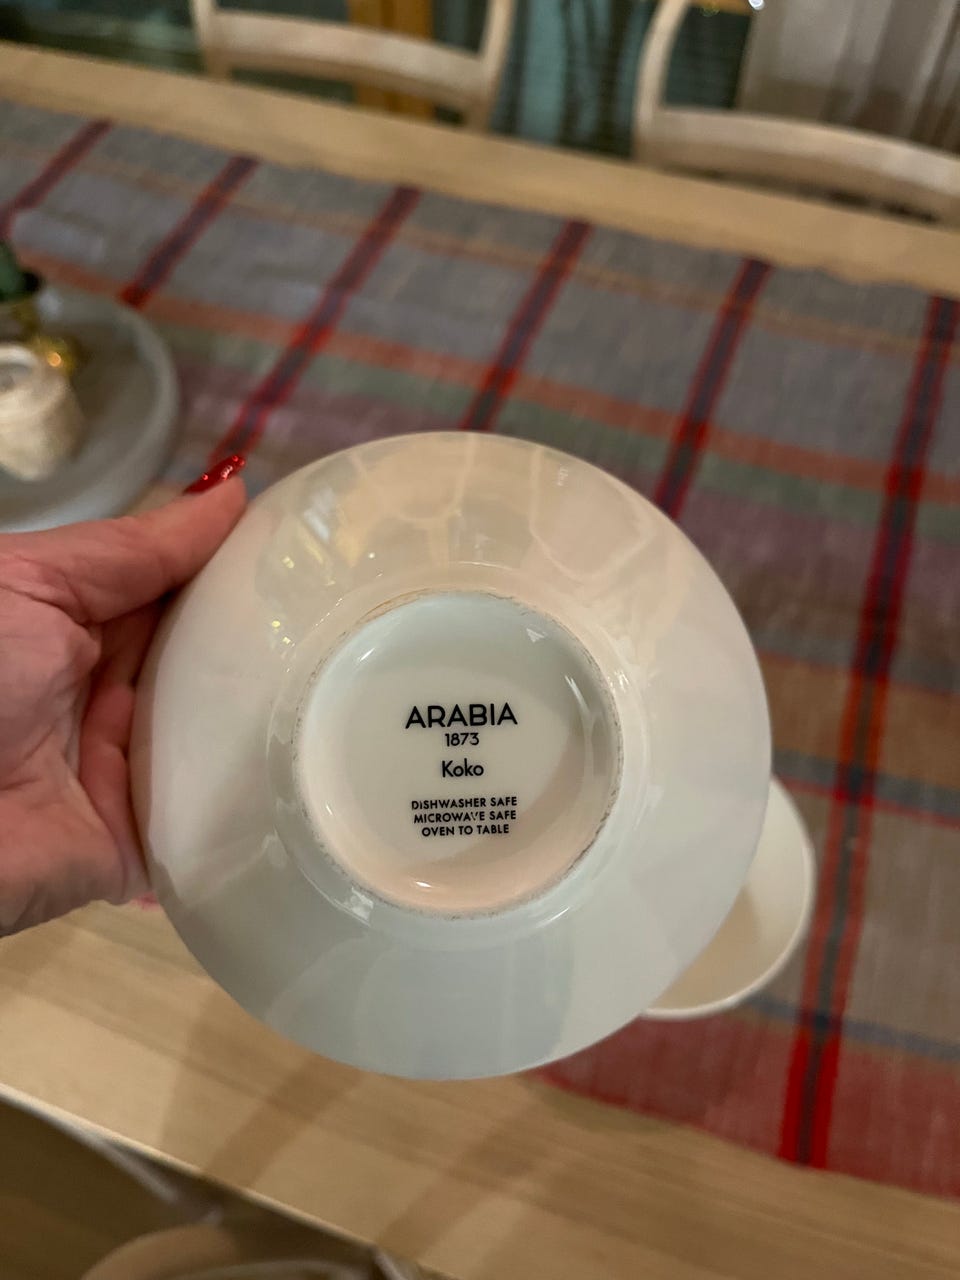 ARABIA
1873
Koko
DISHWASHER SAFE
MICROWAVE SAFE
OVEN TO TABLE